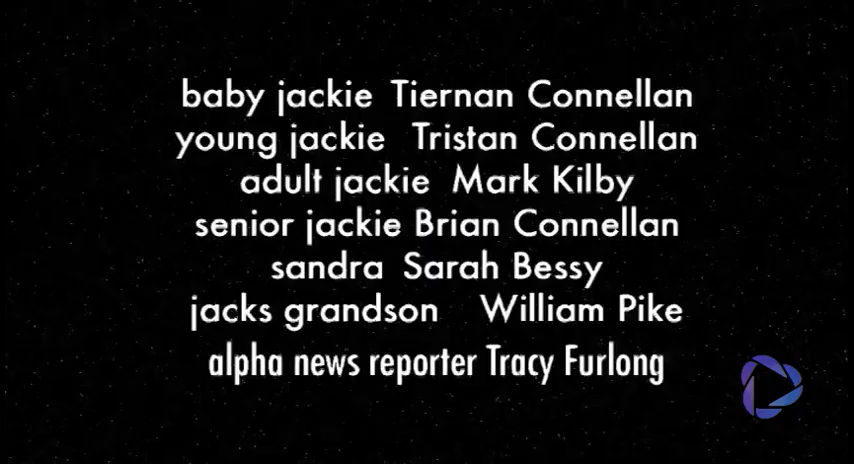 baby jackie Tiernan Connellan
young jackie Tristan Connellan
adult jackie Mark Kilby
senior jackie Brian Connellan
sandra Sarah Bessy
jacks grandson William Pike
alpha news reporter Tracy Furlong